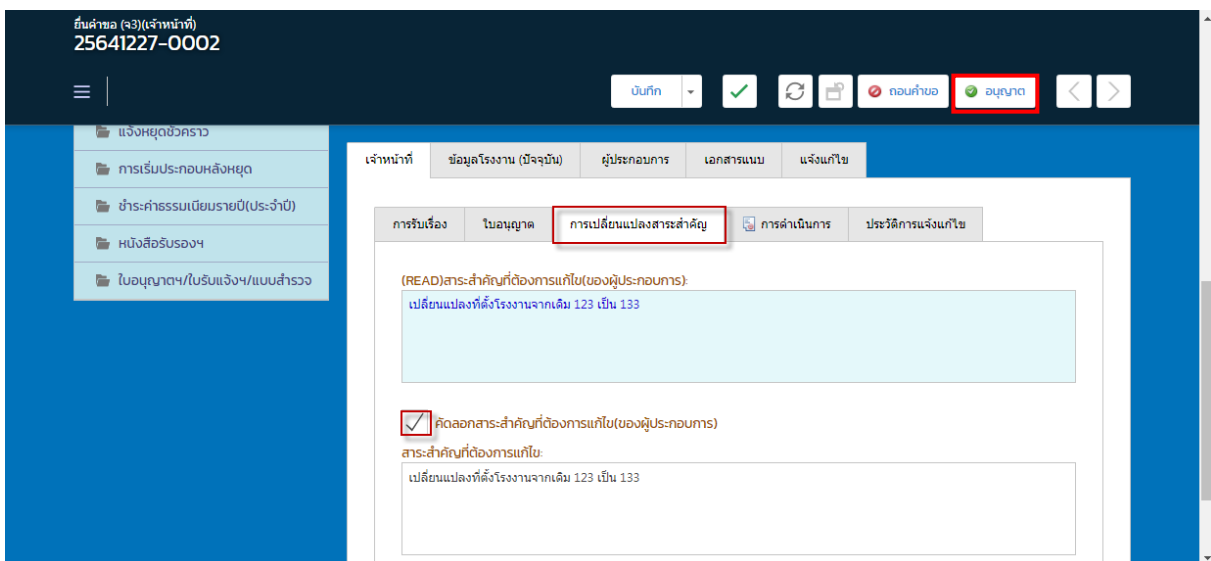 ยื่นคำขอ (จ3)(เจ้าหน้าที่)
25641227-0002
บันทึก
ถอนคำขอ
อนุญาต
แจ้งหยุดชั่วคราว
การเริ่มประกอบหลังหยุด
ชำระค่าธรรมเนียมรายปี(ประจำปี)
หนังสือรับรองฯ
ใบอนุญาตฯ/ใบรับแจ้งฯ/แบบสำรวจ
เจ้าหน้าที่ ข้อมูลโรงงาน (ปัจจุบัน) ผู้ประกอบการ เอกสารแนบ แจ้งแก้ไข
การรับเรื่อง ใบอนุญาต การเปลี่ยนแปลงสาระสำคัญ การดำเนินการ ประวัติการแจ้งแก้ไข
(READ)สาระสำคัญที่ต้องการแก้ไข(ของผู้ประกอบการ):
เปลี่ยนแปลงที่ตั้งโรงงานจากเดิม 123 เป็น 133
คัดลอกสาระสำคัญที่ต้องการแก้ไข(ของผู้ประกอบการ)
สาระสำคัญที่ต้องการแก้ไข:
เปลี่ยนแปลงที่ตั้งโรงงานจากเดิม 123 เป็น 133